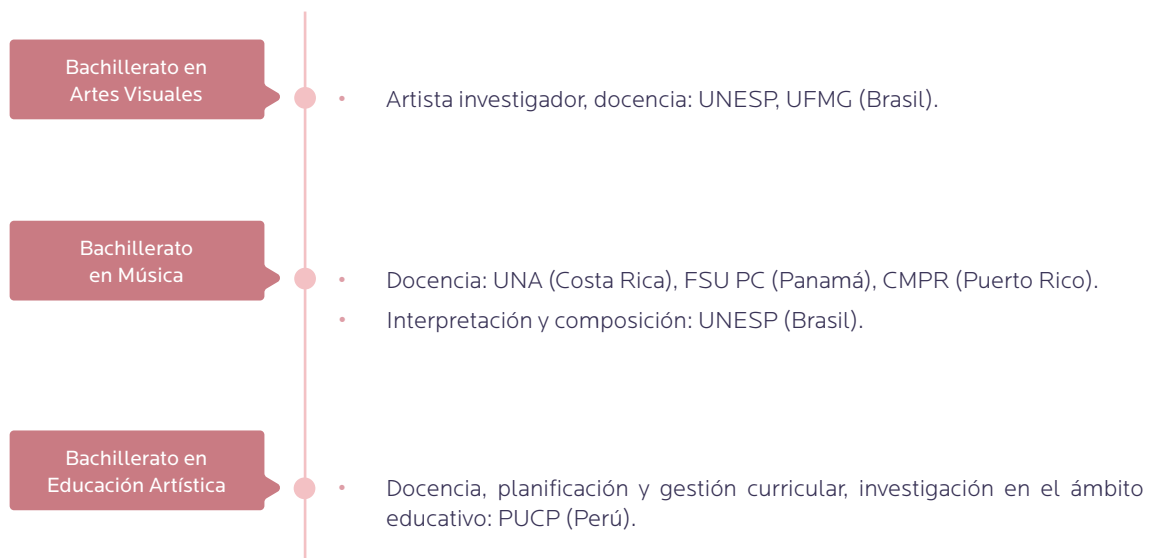 Bachillerato en
Artes Visuales
• Artista investigador, docencia: UNESP, UFMG (Brasil).
Bachillerato
en Música
• Docencia: UNA (Costa Rica), FSU PC (Panamá), CMPR (Puerto Rico).
• Interpretación y composición: UNESP (Brasil).
Bachillerato en
Educación Artística
• Docencia, planificación y gestión curricular, investigación en el ámbito
educativo: PUCP (Perú).